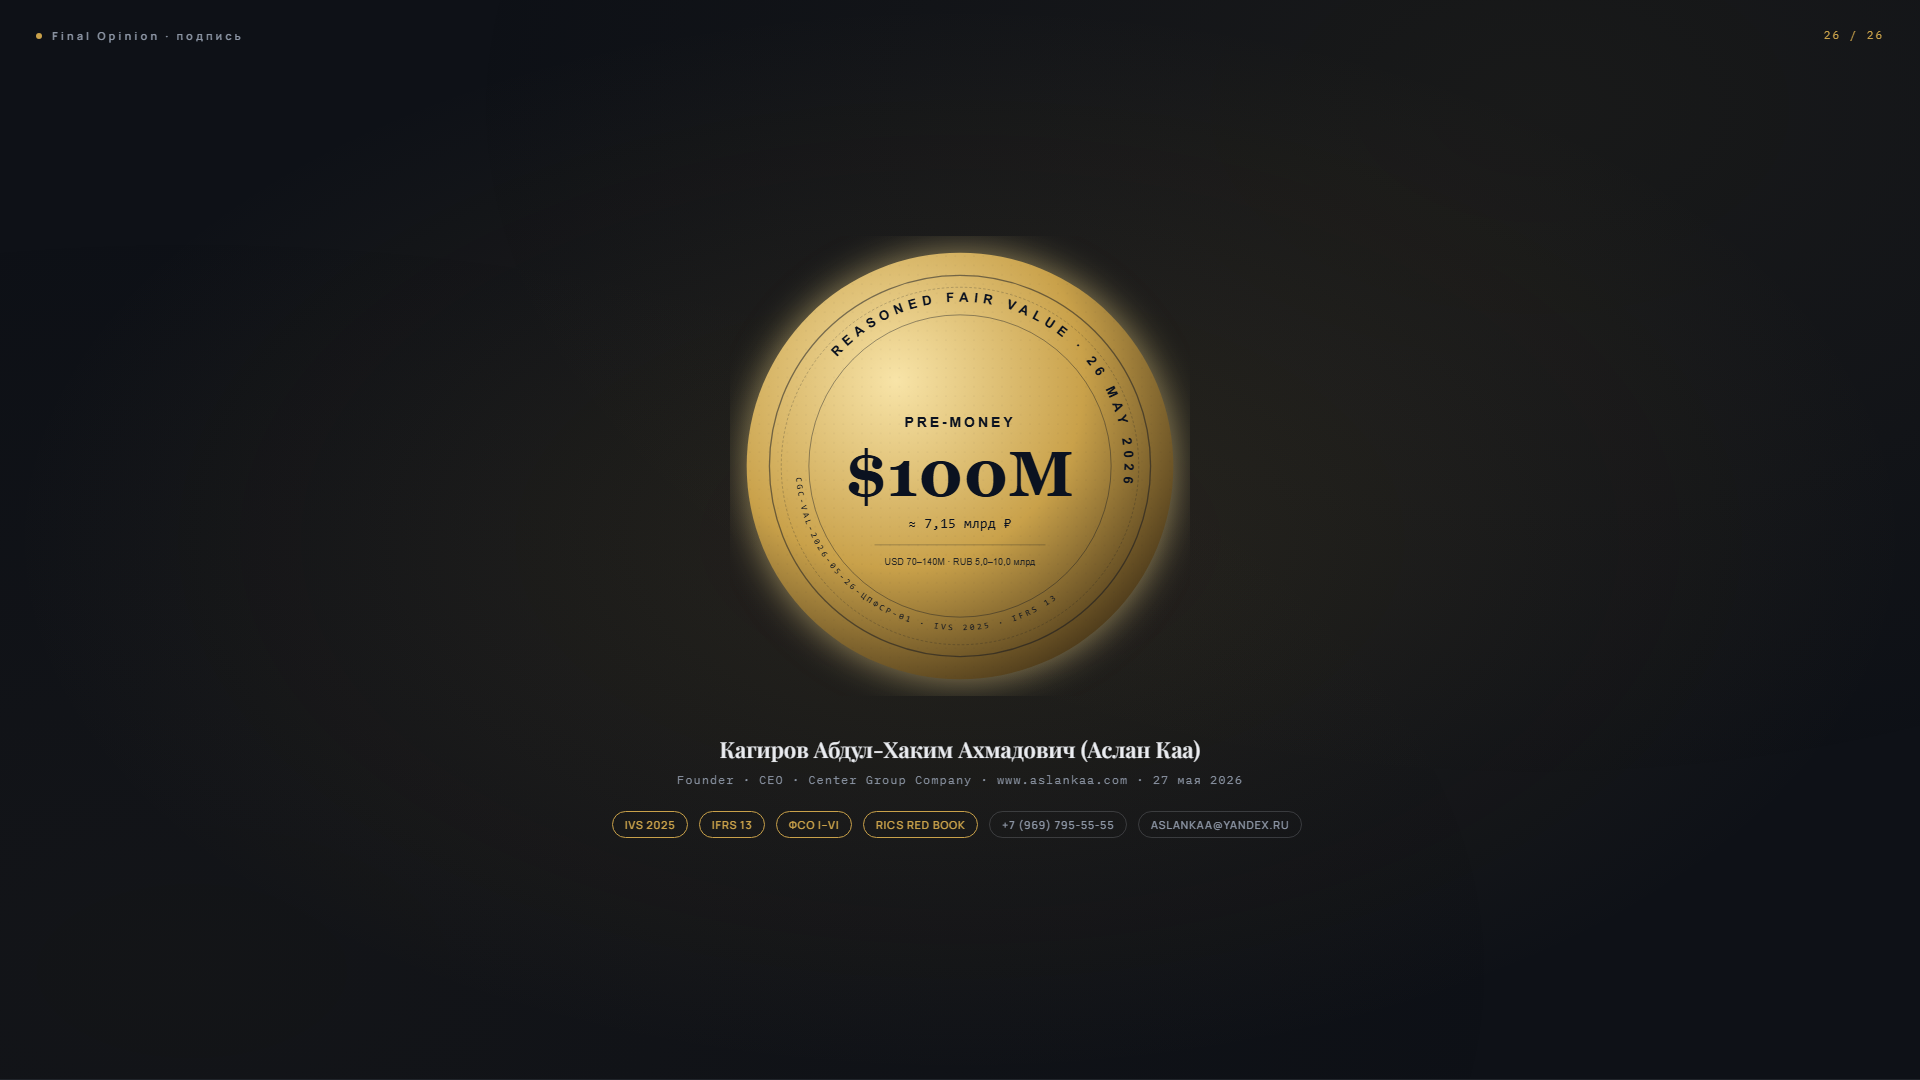 Final Opinion · подпись
26 / 26
REASONED FAIR VALUE · 26 MAY 2026
PRE-MONEY
$100M
≈ 7,15 млрд ₽
USD 70–140M · RUB 5,0–10,0 млрд
CGC-VAL-2026-05-26-ЦПФСР-01 · IVS 2025 · IFRS 13
Кагиров Абдул-Хаким Ахмадович (Аслан Каа)
Founder · CEO · Center Group Company · www.aslankaa.com · 27 мая 2026
IVS 2025 IFRS 13 ФСО I–VI RICS RED BOOK +7 (969) 795-55-55 ASLANKAA@YANDEX.RU